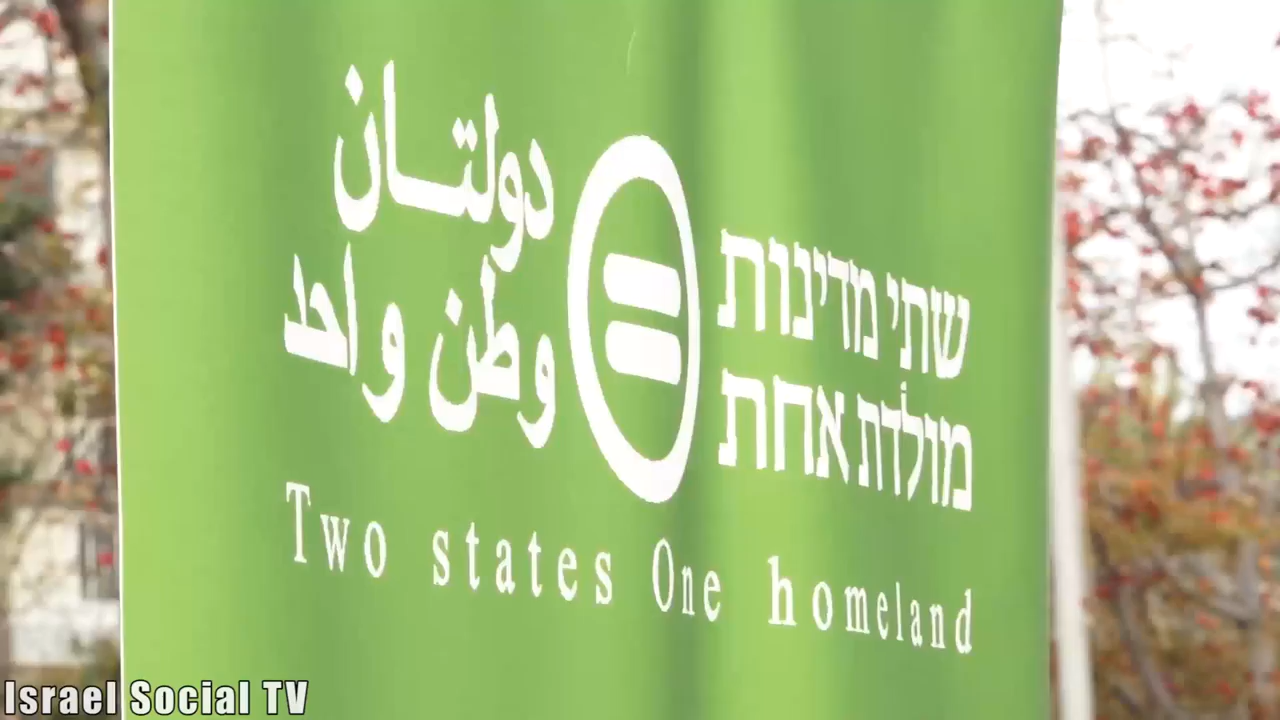 دولتان
وطن واحد
שתי מדינות
מולדת אחת
Two states One homeland
Israel Social TV